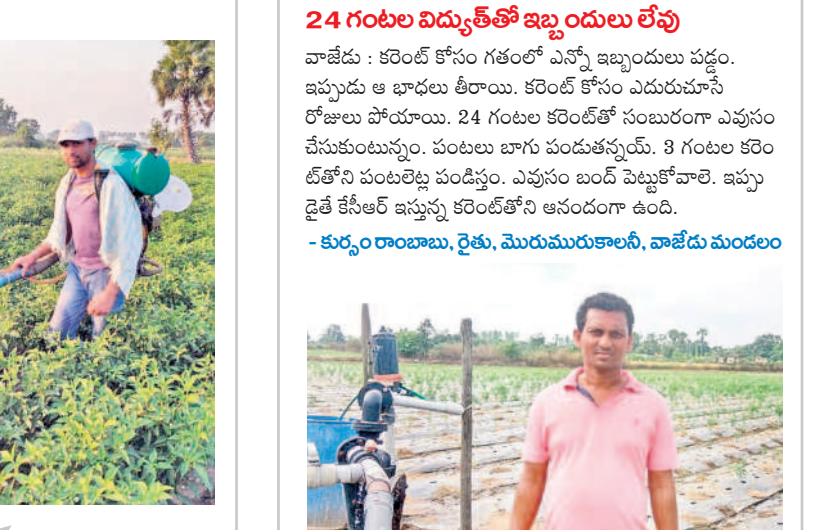 24 గంటల విద్యుత్‌తో ఇబ్బందులు లేవు
వాజేడు : కరెంట్ కోసం గతంలో ఎన్నో ఇబ్బందులు పడ్డం.
ఇప్పుడు ఆ భాధలు తీరాయి. కరెంట్ కోసం ఎదురుచూసే
రోజులు పోయాయి. 24 గంటల కరెంట్‌తో సంబురంగా ఎవుసం
చేసుకుంటున్నం. పంటలు బాగు పండుతన్నయ్. 3 గంటల కరెం
ట్‌తోని పంటలెట్ల పండిస్తం. ఎవుసం బంద్ పెట్టుకోవాలె. ఇప్పు
డైతే కేసీఆర్ ఇస్తున్న కరెంట్‌తోని ఆనందంగా ఉంది.
- కుర్సం రాంబాబు, రైతు, మొరుమురుకాలనీ, వాజేడు మండలం